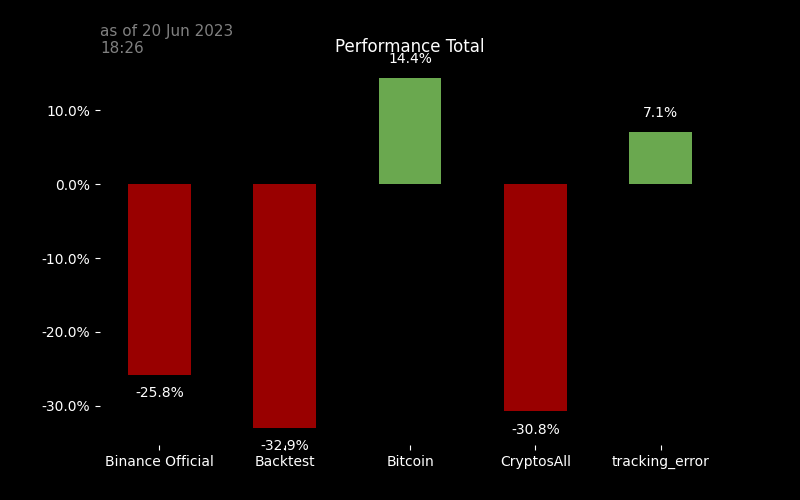 as of 20 Jun 2023
18:26
Performance Total
14.4%
7.1%
10.0%
0.0%
-10.0%
-20.0%
-30.0%
-25.8%
-32.9%
-30.8%
Binance Official
Backtest
Bitcoin
CryptosAll
tracking_error